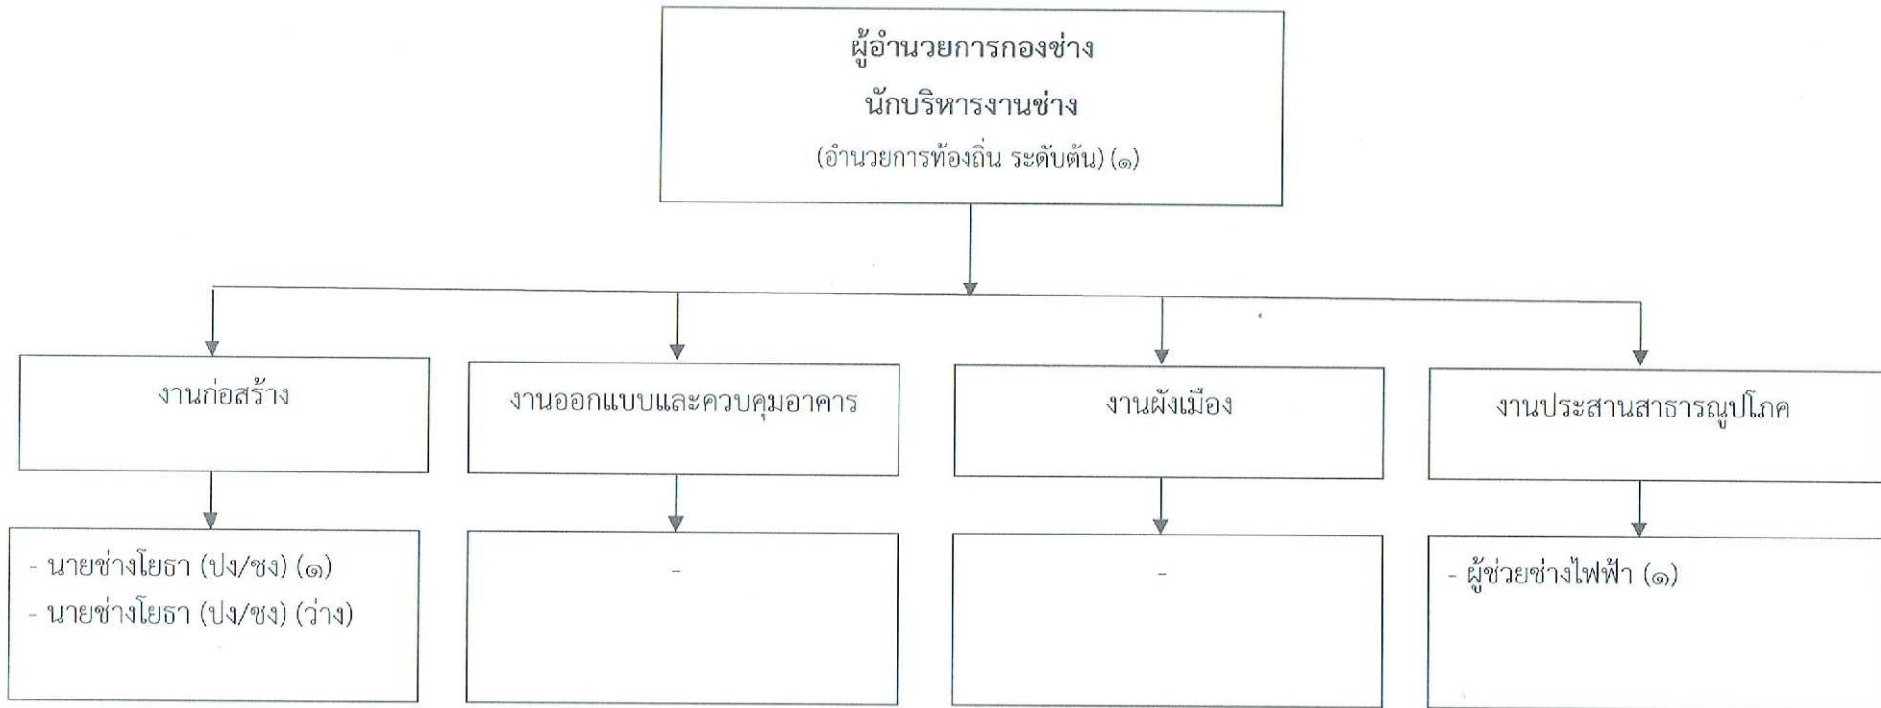 ผู้อำนวยการกองช่าง
นักบริหารงานช่าง
(อำนวยการท้องถิ่น ระดับต้น) (๑)
งานก่อสร้าง
งานออกแบบและควบคุมอาคาร
งานผังเมือง
งานประสานสาธารณูปโภค
- นายช่างโยธา (ปง/ชง) (๑)
- นายช่างโยธา (ปง/ชง) (ว่าง)
-
-
- ผู้ช่วยช่างไฟฟ้า (๑)